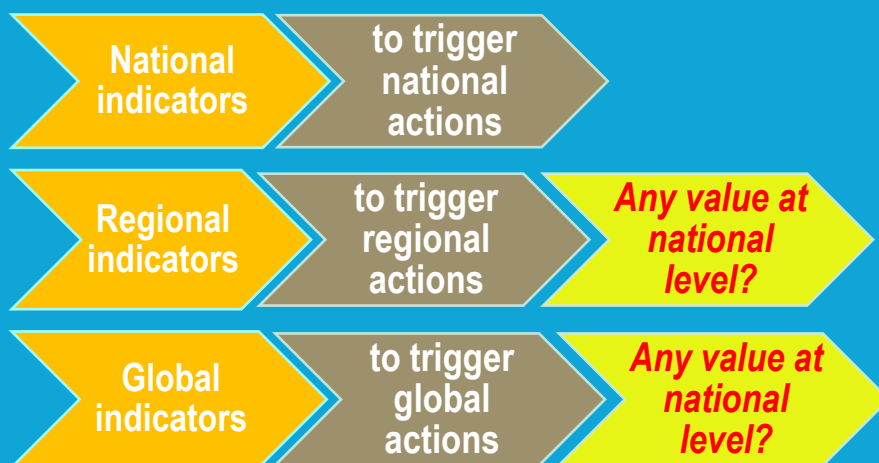 National
indicators
to trigger
national
actions
Regional
indicators
to trigger
regional
actions
Any value at
national
level?
Global
indicators
to trigger
global
actions
Any value at
national
level?